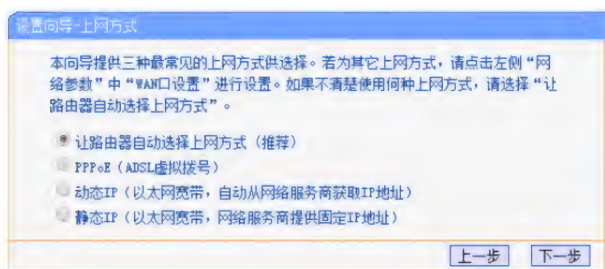 设置向导-上网方式
本向导提供三种最常见的上网方式供选择。若为其它上网方式，请点击左侧“网
络参数”中“WAN口设置”进行设置。如果不清楚使用何种上网方式，请选择“让
路由器自动选择上网方式”。
让路由器自动选择上网方式（推荐）
PPPoE（ADSL虚拟拨号）
动态IP（以太网宽带，自动从网络服务商获取IP地址）
静态IP（以太网宽带，网络服务商提供固定IP地址）
上一步 下一步